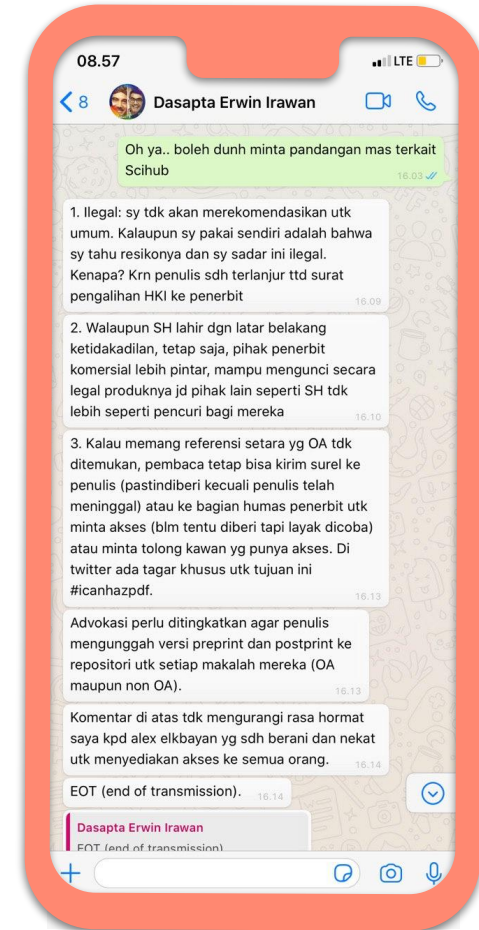 08.57
LTE
8
Dasapta Erwin Irawan
Oh ya.. boleh dunh minta pandangan mas terkait
Scihub
16.03
1. Ilegal: sy tdk akan merekomendasikan utk
umum. Kalaupun sy pakai sendiri adalah bahwa
sy tahu resikonya dan sy sadar ini ilegal.
Kenapa? Krn penulis sdh terlanjur ttd surat
pengalihan HKI ke penerbit
16.09
2. Walaupun SH lahir dgn latar belakang
ketidakadilan, tetap saja, pihak penerbit
komersial lebih pintar, mampu mengunci secara
legal produknya jd pihak lain seperti SH tdk
lebih seperti pencuri bagi mereka
16.10
3. Kalau memang referensi setara yg OA tdk
ditemukan, pembaca tetap bisa kirim surel ke
penulis (pastindiberi kecuali penulis telah
meninggal) atau ke bagian humas penerbit utk
minta akses (blm tentu diberi tapi layak dicoba)
atau minta tolong kawan yg punya akses. Di
twitter ada tagar khusus utk tujuan ini
#icanhazpdf.
16.13
Advokasi perlu ditingkatkan agar penulis
mengunggah versi preprint dan postprint ke
repositori utk setiap makalah mereka (OA
maupun non OA).
16.13
Komentar di atas tdk mengurangi rasa hormat
saya kpd alex elkbayan yg sdh berani dan nekat
utk menyediakan akses ke semua orang.
16.14
EOT (end of transmission).
16.14
Dasapta Erwin Irawan
EOT (end of transmission)